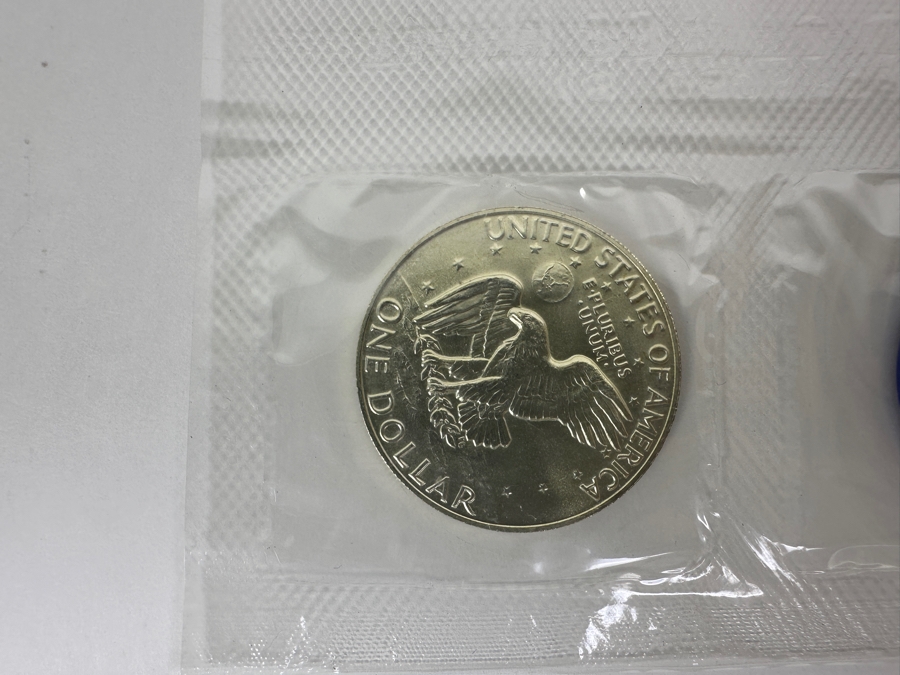 UNITED STATES OF AMERICA
E·PLURIBUS
·UNUM·
ONE DOLLAR